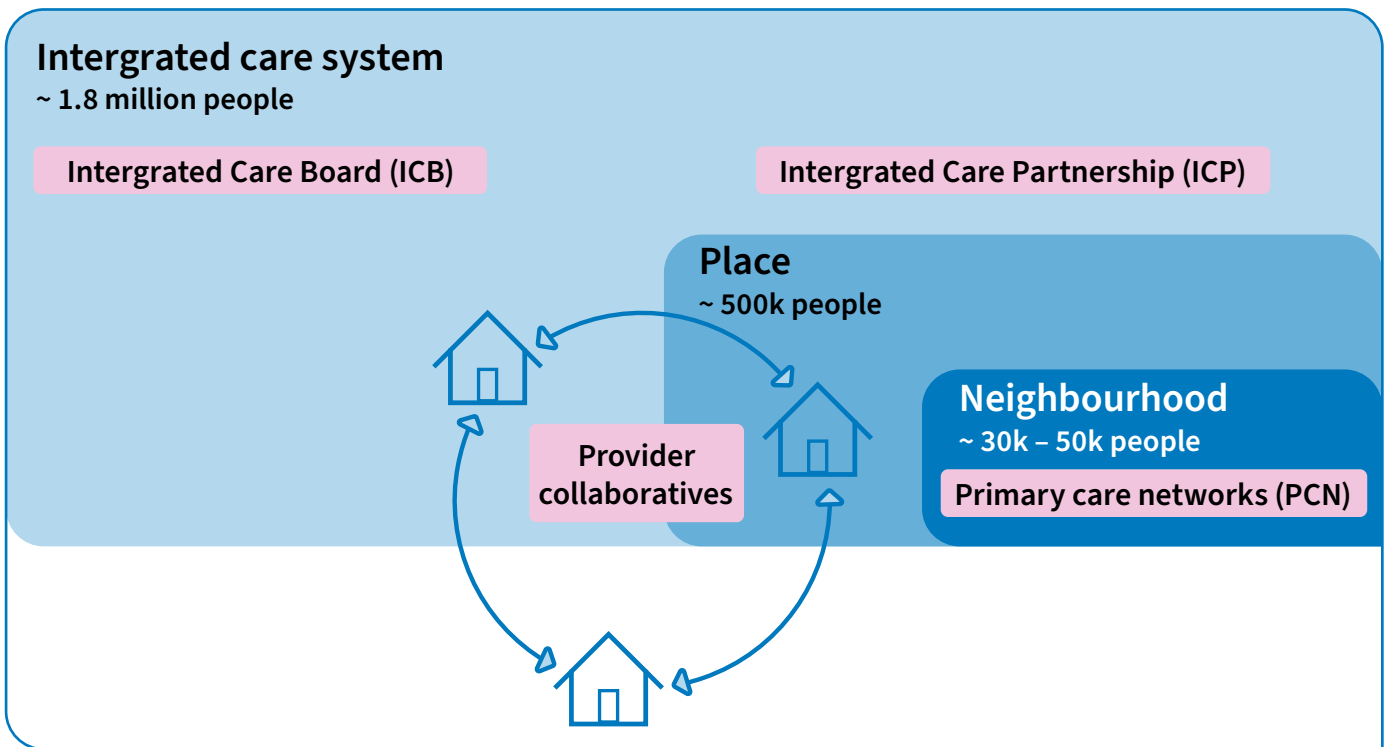 Intergrated care system
~ 1.8 million people
Intergrated Care Board (ICB)
Intergrated Care Partnership (ICP)
Place
~ 500k people
Neighbourhood
~ 30k – 50k people
Provider
collaboratives
Primary care networks (PCN)